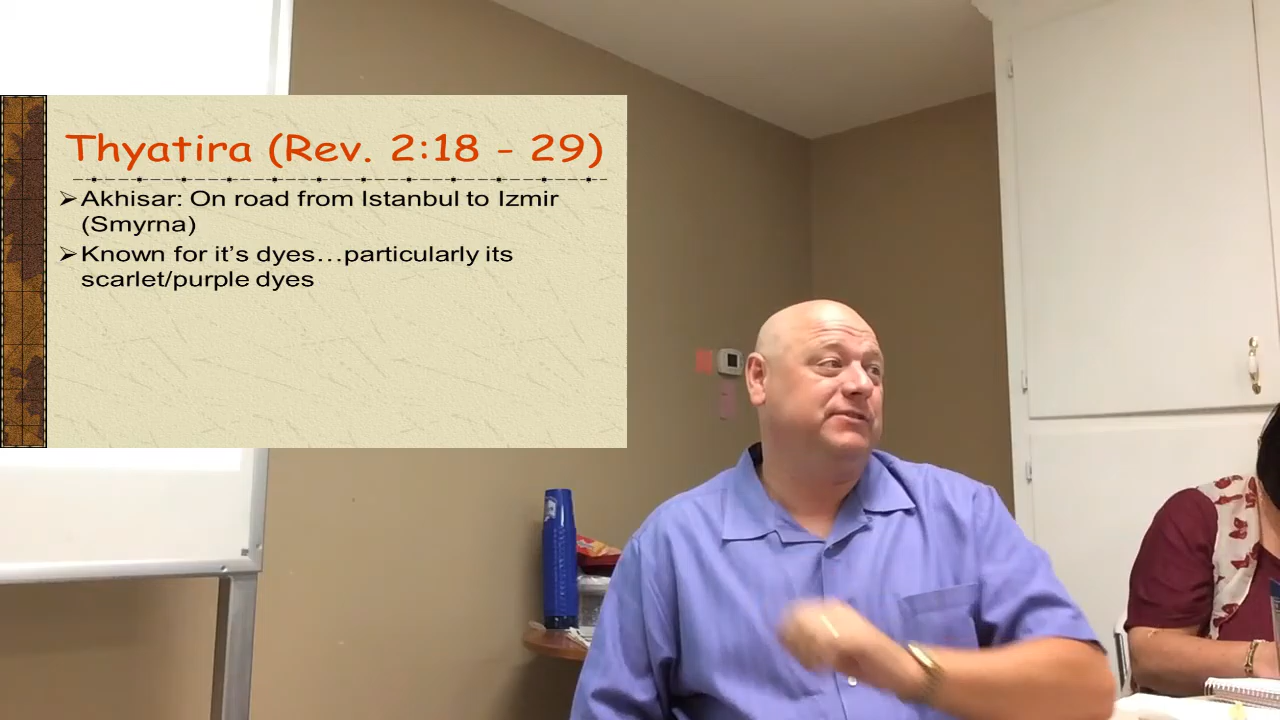 Thyatira (Rev. 2:18 - 29)
Akhisar: On road from Istanbul to Izmir
(Smyrna)
Known for it's dyes…particularly its
scarlet/purple dyes